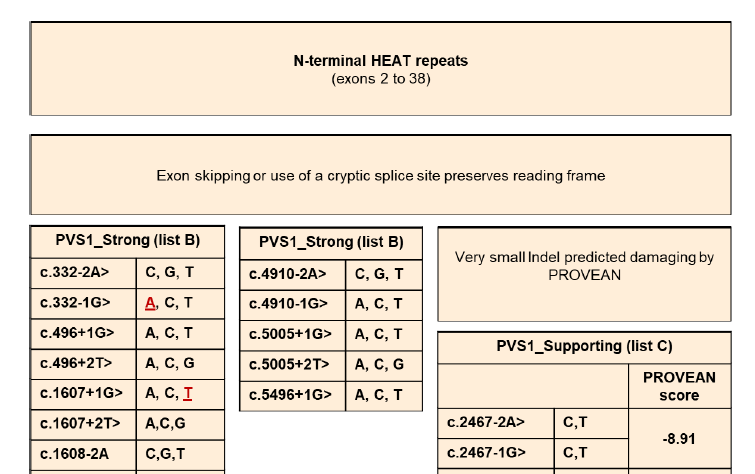 N-terminal HEAT repeats
(exons 2 to 38)
Exon skipping or use of a cryptic splice site preserves reading frame
PVS1_Strong (list B)
c.332-2A> C, G, T
c.332-1G> A, C, T
c.496+1G> A, C, T
c.496+2T> A, C, G
c.1607+1G> A, C, T
c.1607+2T> A,C,G
c.1608-2A C,G,T
PVS1_Strong (list B)
c.4910-2A> C, G, T
c.4910-1G> A, C, T
c.5005+1G> A, C, T
c.5005+2T> A, C, G
c.5496+1G> A, C, T
Very small Indel predicted damaging by
PROVEAN
PVS1_Supporting (list C)
PROVEAN
score
c.2467-2A> C,T
-8.91
c.2467-1G> C,T